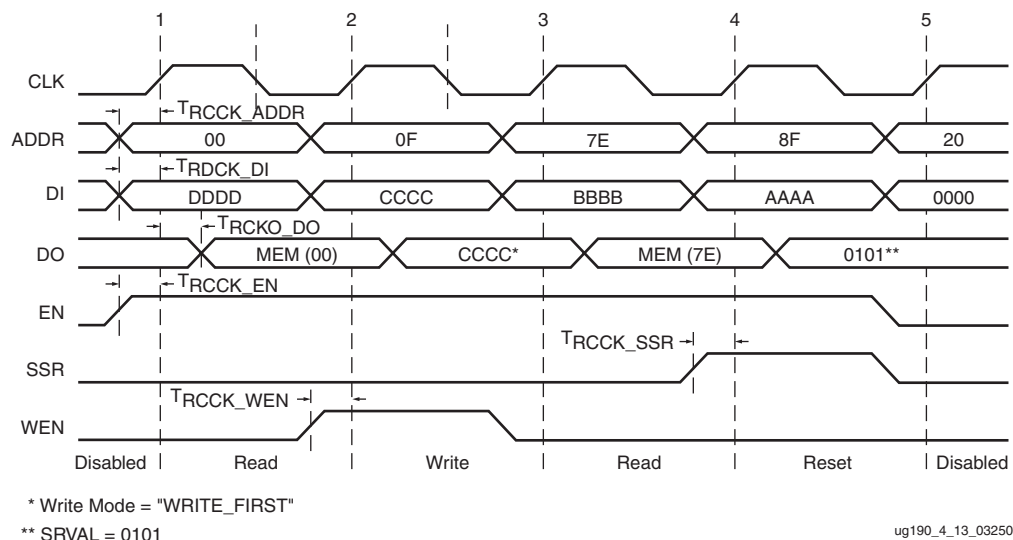 1 2 3 4 5
CLK
TRCCK_ADDR
ADDR 00 0F 7E 8F 20
TRDCK_DI
DI DDDD CCCC BBBB AAAA 0000
TRCKO_DO
DO MEM (00) CCCC* MEM (7E) 0101**
TRCCK_EN
EN
TRCCK_SSR
SSR
TRCCK_WEN
WEN
Disabled Read Write Read Reset Disabled
* Write Mode = "WRITE_FIRST"
** SRVAL = 0101
ug190_4_13_03250